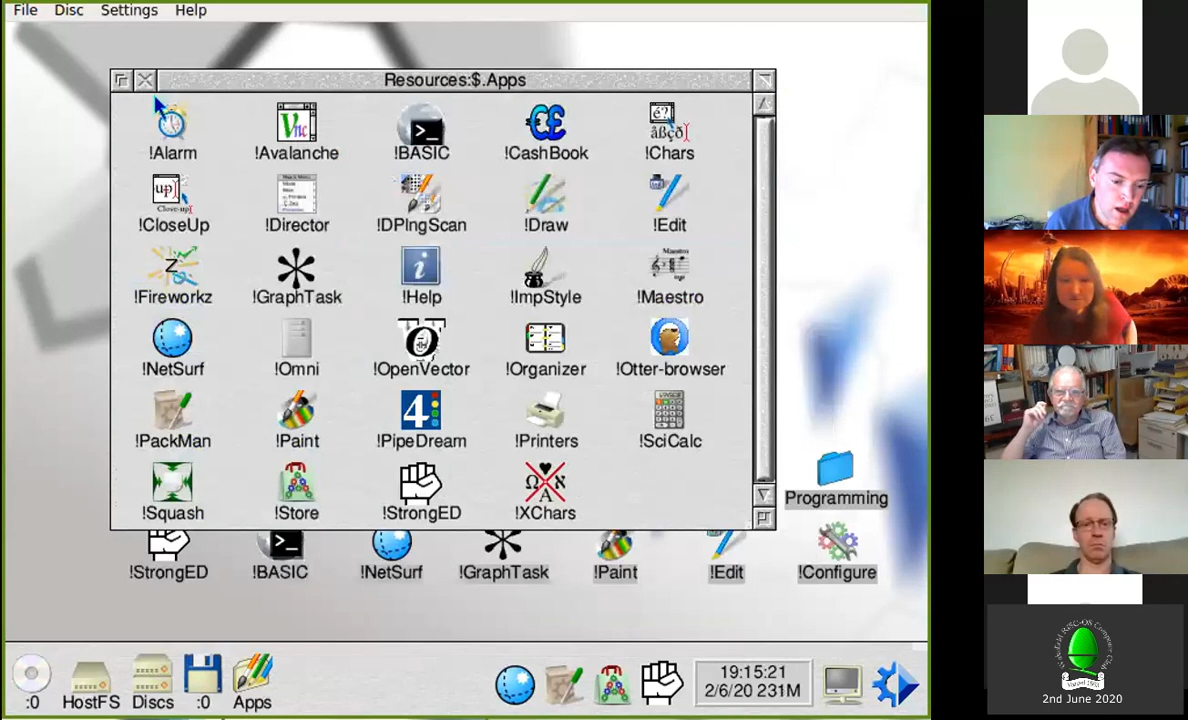 File Disc Settings Help
Resources:$.Apps
!Alarm !Avalanche !BASIC !CashBook !Chars
!CloseUp !Director !DPlngScan !Draw !Edit
!Fireworkz !GraphTask !Help !ImpStyle !Maestro
!NetSurf !Omni !OpenVector !Organizer !Otter-browser
!PackMan !Paint !PipeDream !Printers !SciCalc
!Squash !Store !StrongED !XChars
Programming
!StrongED !BASIC !NetSurf !GraphTask !Paint !Edit !Configure
:0 HostFS Discs :0 Apps
19:15:21
2/6/20 231M
2nd June 2020